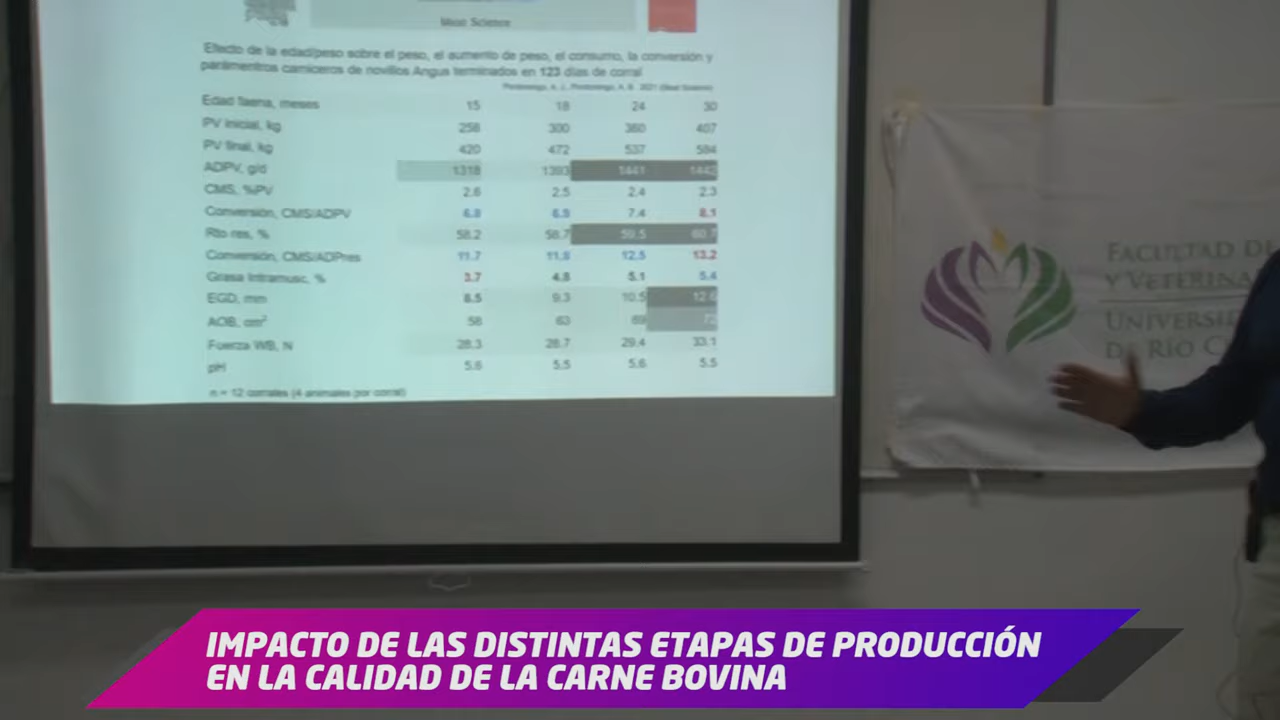 Meat Science
Efecto de la edad/peso sobre el peso, el aumento de peso, el consumo, la conversión y
parámentros carniceros de novillos Angus terminados en 123 días de corral
2021 (Meat Science)
Edad faena, meses 15 18 24 30
PV inicial, kg 258 300 360 407
PV final, kg 420 472 537 584
ADPV, g/d 1318 1393 1441 1442
CMS, %PV 2.6 2.5 2.4 2.3
Conversión, CMS/ADPV 6.8 6.9 7.4 8.1
Rto res, % 58.2 58.7 59.5 60.7
Conversión, CMS/ADPres 11.7 11.8 12.5 13.2
Grasa Intramusc, % 3.7 4.8 5.1 5.4
EGD, mm 8.5 9.3 10.5 12.6
AOB, cm² 58 63 69 72
Fuerza WB, N 28.3 28.7 29.4 33.1
pH 5.6 5.5 5.6 5.5
n = 12 corrales (4 animales por corral)
FACULTAD DE
Y VETERINA
UNIVERSID
DE RÍO C
IMPACTO DE LAS DISTINTAS ETAPAS DE PRODUCCIÓN
EN LA CALIDAD DE LA CARNE BOVINA